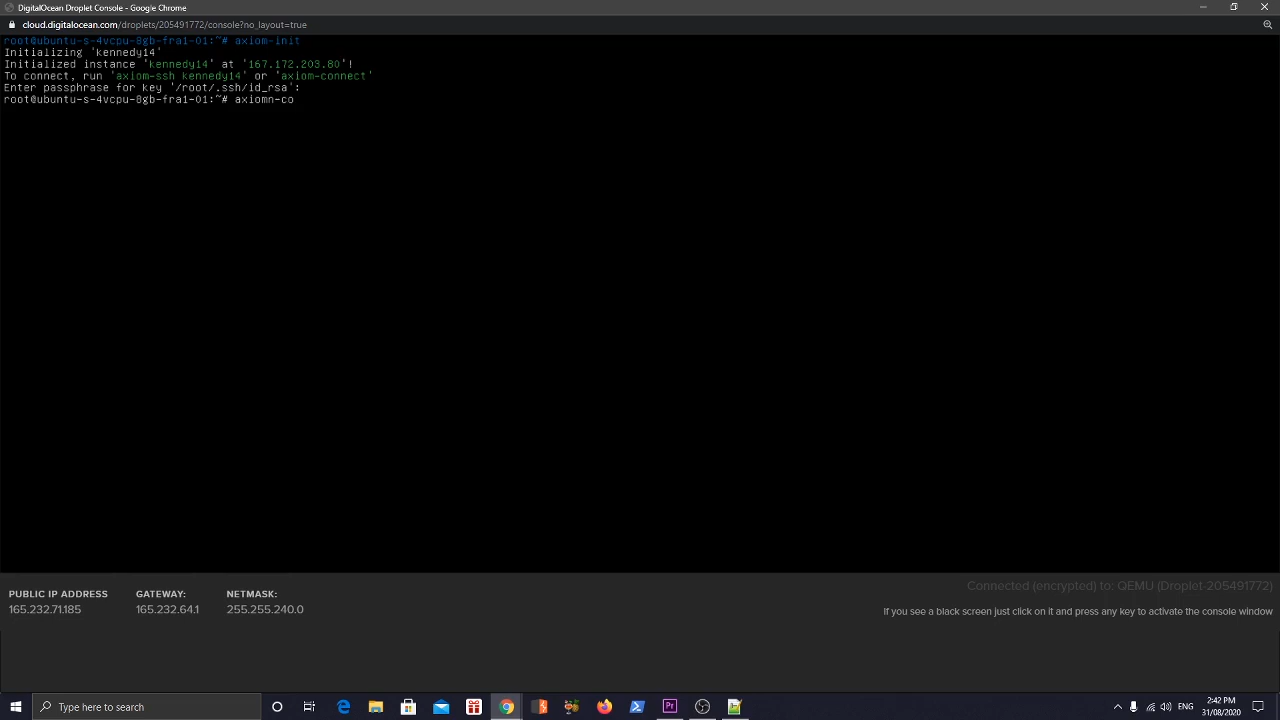 DigitalOcean Droplet Console - Google Chrome
cloud.digitalocean.com/droplets/205491772/console?no_layout=true
root@ubuntu-s-4vcpu-8gb-fra1-01:~# axiom-init
Initializing 'kennedy14'
Initialized instance 'kennedy14' at '167.172.203.80'!
To connect, run 'axiom-ssh kennedy14' or 'axiom-connect'
Enter passphrase for key '/root/.ssh/id_rsa':
root@ubuntu-s-4vcpu-8gb-fra1-01:~# axiomn-co
Connected (encrypted) to: QEMU (Droplet-205491772)
PUBLIC IP ADDRESS GATEWAY: NETMASK:
165.232.71.185 165.232.64.1 255.255.240.0
If you see a black screen just click on it and press any key to activate the console window
Type here to search
Pr
ENG
2:42 PM
31/08/2020